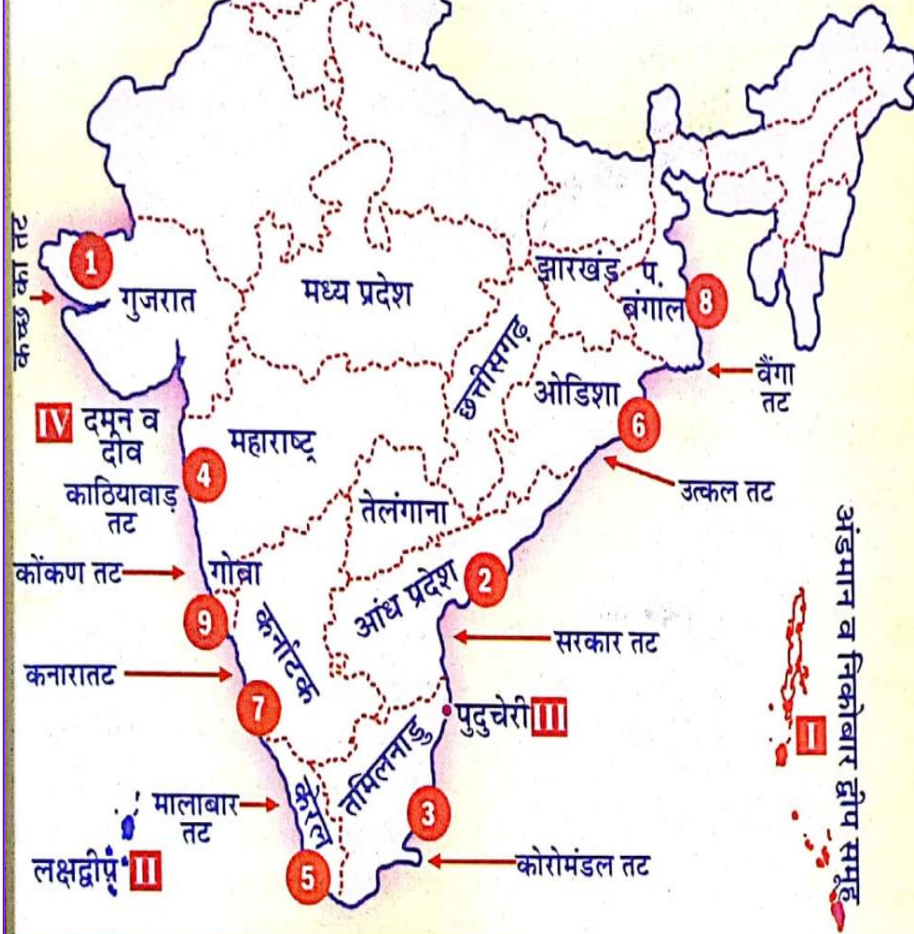 कच्छ का तट
1
गुजरात
मध्य प्रदेश
झारखंड
प.
बंगाल
8
छत्तीसगढ़
ओडिशा
वैंगा
तट
6
IV दमन व
दीव
काठियावाड़
तट
4
महाराष्ट्र
तेलंगाना
उत्कल तट
कोंकण तट
गोवा
9
कर्नाटक
आंध्र प्रदेश
2
सरकार तट
कनारातट
7
पुदुचेरी III
तमिलनाडु
3
मालाबार
तट
केरल
5
लक्षद्वीप II
कोरोमंडल तट
अंडमान व निकोबार द्वीप समूह
I